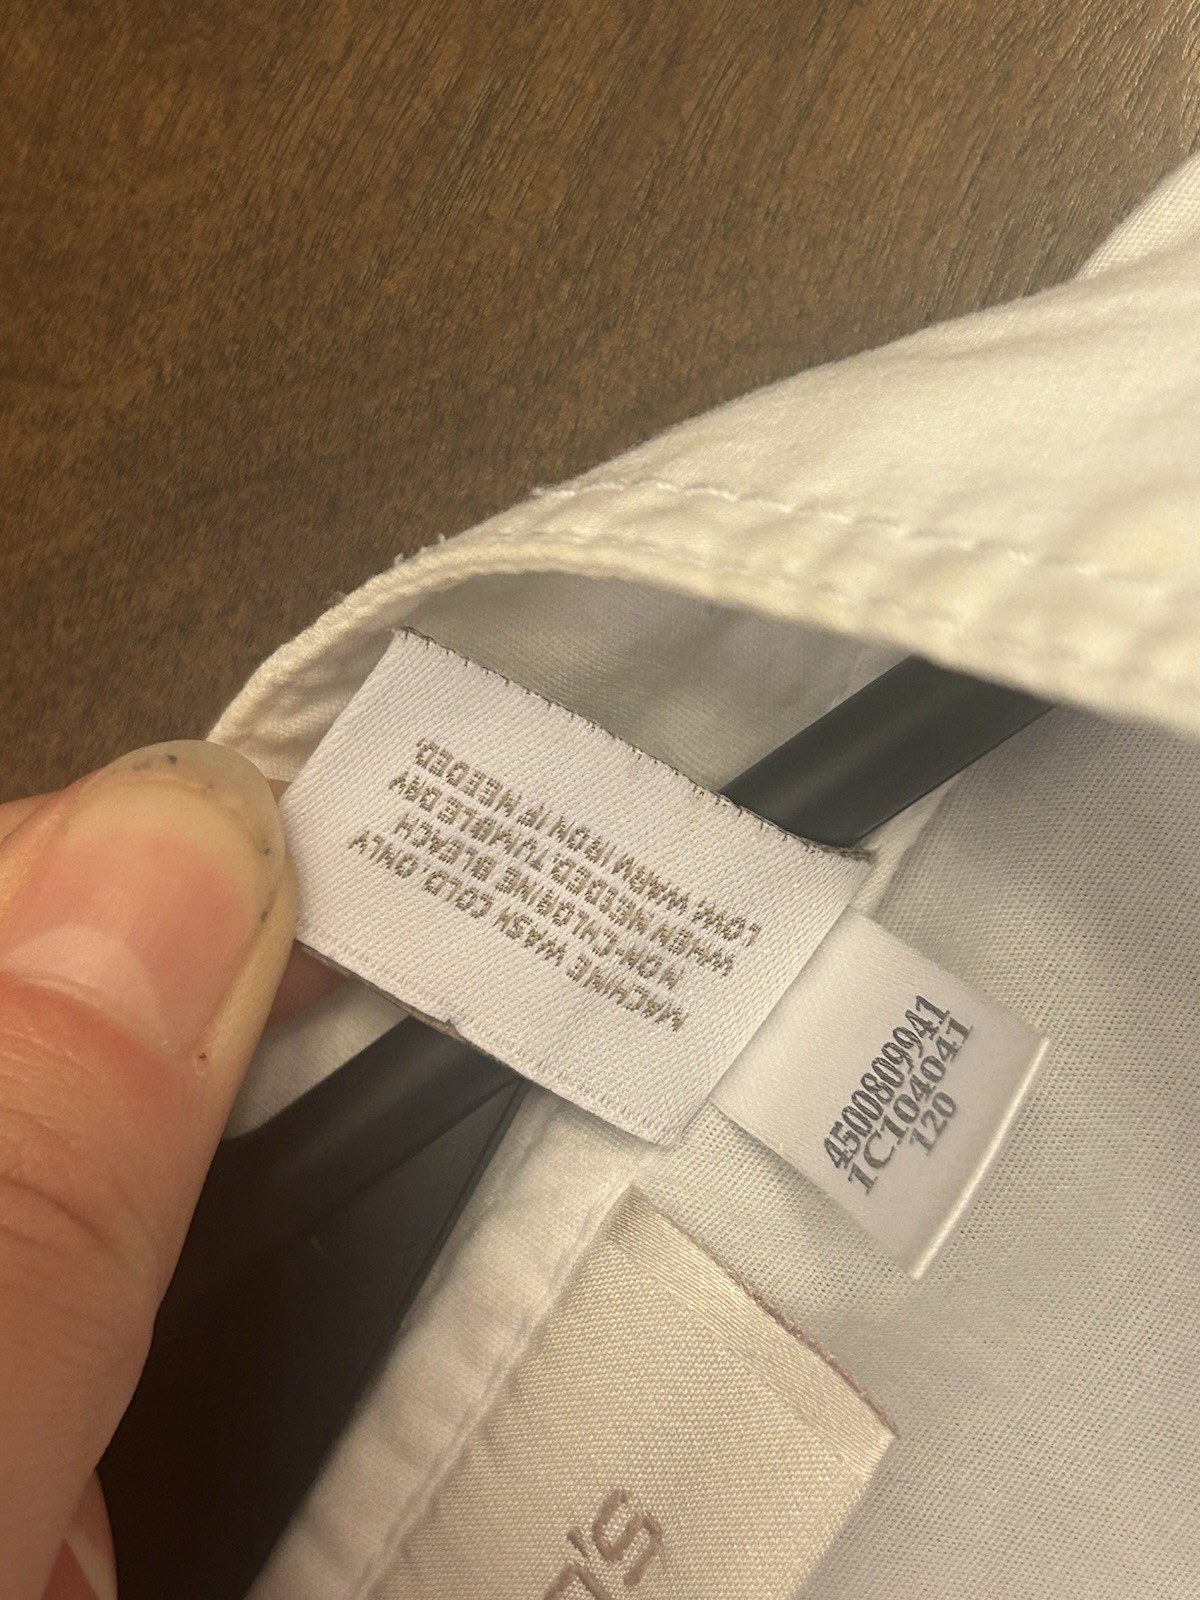 MACHINE WASH COLD. ONLY
NON-CHLORINE BLEACH
WHEN NEEDED. TUMBLE DRY
LOW. WARM IRON IF NEEDED.
4500809941
1C104041
120
'S